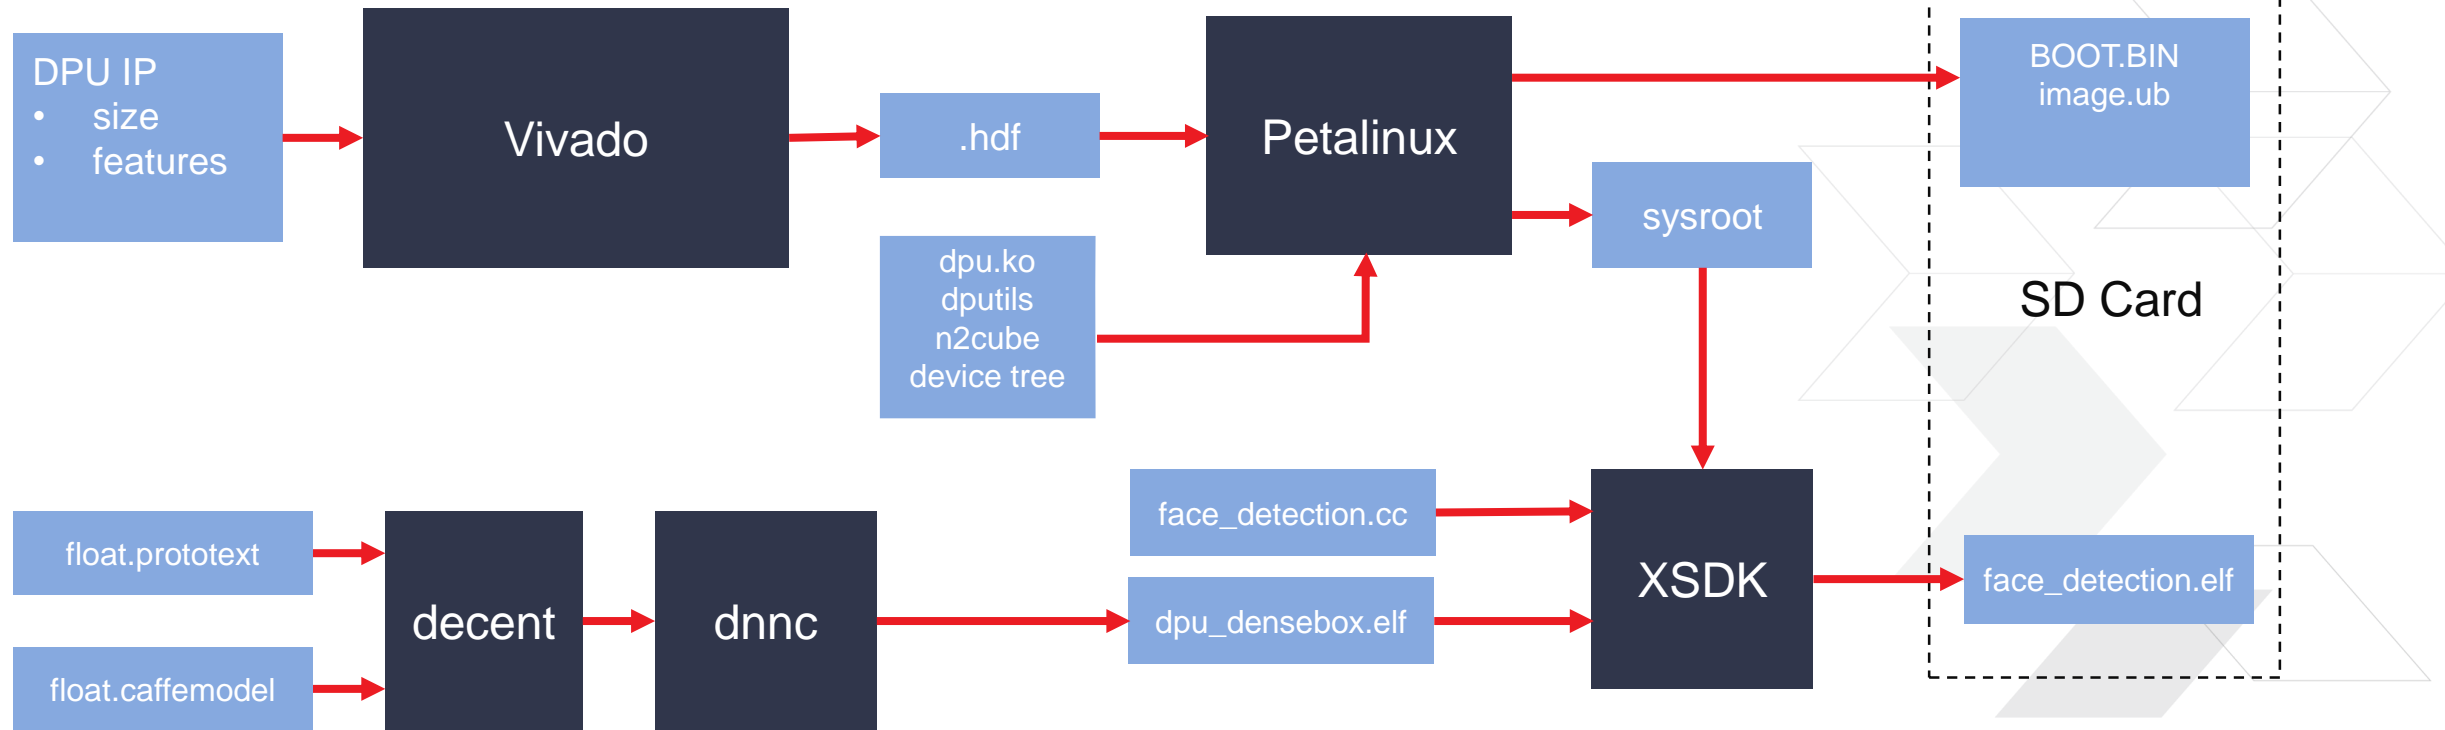 DPU IP
• size
• features
Vivado
.hdf
Petalinux
BOOT.BIN
image.ub
sysroot
dpu.ko
dputils
n2cube
device tree
SD Card
float.prototext
float.caffemodel
decent
dnnc
face_detection.cc
dpu_densebox.elf
XSDK
face_detection.elf